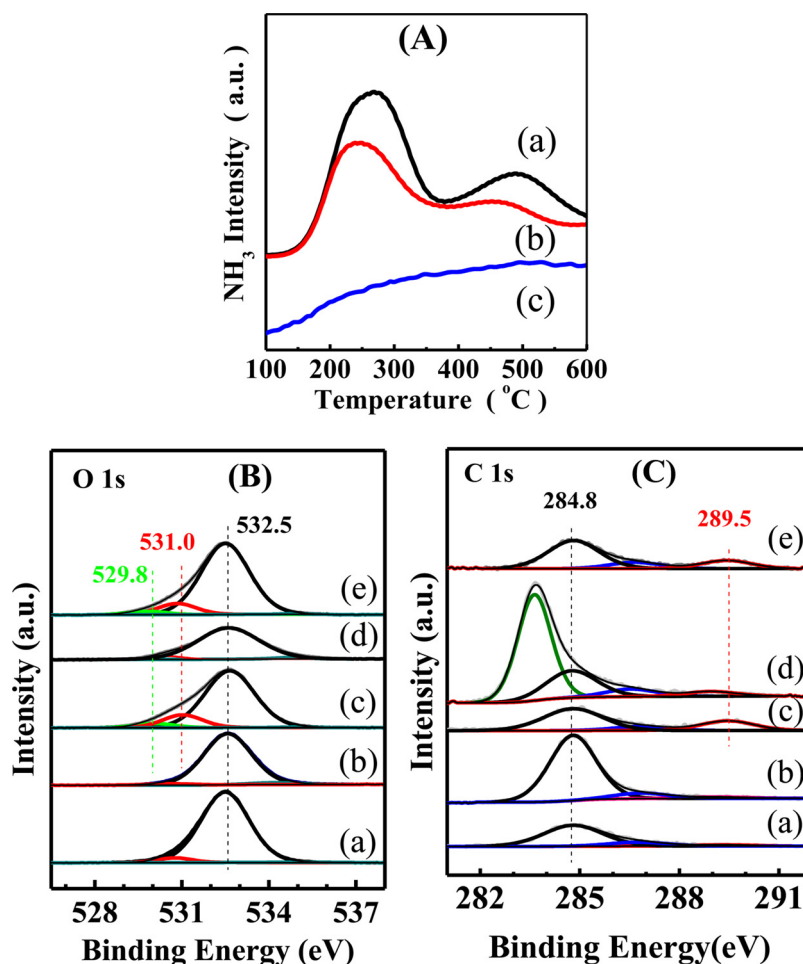 (A)
NH3 Intensity ( a.u.)
(a)
(b)
(c)
100 200 300 400 500 600
Temperature ( °C)
O 1s (B)
532.5
531.0
529.8
(e)
(d)
(c)
(b)
(a)
Intensity (a.u.)
528 531 534 537
Binding Energy (eV)
C 1s (C)
284.8
289.5
(e)
(d)
(c)
(b)
(a)
Intensity (a.u.)
282 285 288 291
Binding Energy(eV)